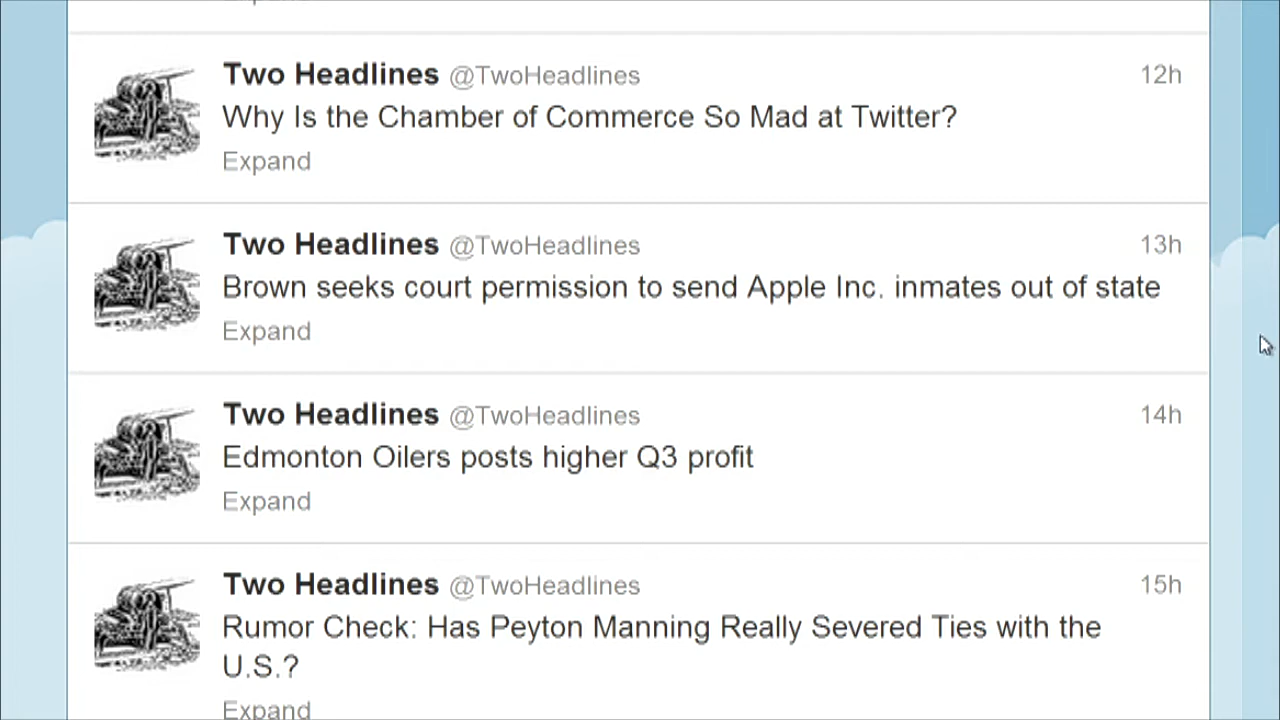 Two Headlines @TwoHeadlines 12h
Why Is the Chamber of Commerce So Mad at Twitter?
Expand
Two Headlines @TwoHeadlines 13h
Brown seeks court permission to send Apple Inc. inmates out of state
Expand
Two Headlines @TwoHeadlines 14h
Edmonton Oilers posts higher Q3 profit
Expand
Two Headlines @TwoHeadlines 15h
Rumor Check: Has Peyton Manning Really Severed Ties with the
U.S.?
Expand